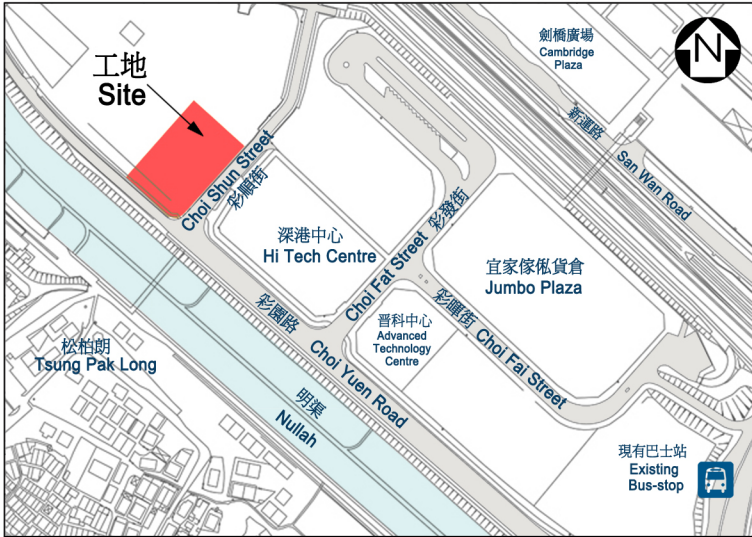 工地
Site
劍橋廣場
Cambridge
Plaza
N
新運路
San Wan Road
Choi Shun Street
彩順街
深港中心
Hi Tech Centre
彩發街
Choi Fat Street
宜家傢俬貨倉
Jumbo Plaza
彩園路
Choi Yuen Road
晋科中心
Advanced
Technology
Centre
彩暉街
Choi Fai Street
松柏朗
Tsung Pak Long
明渠
Nullah
現有巴士站
Existing
Bus-stop